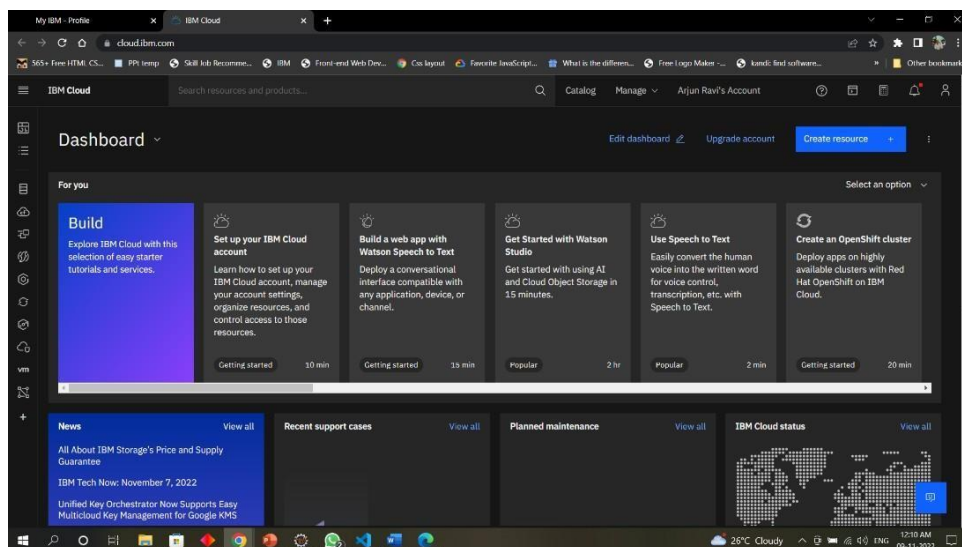 My IBM - Profile
IBM Cloud
cloud.ibm.com
565+ Free HTML, CS...
PPt temp
Skill Job Recomme...
IBM
Front-end Web Dev...
Css layout
Favorite JavaScript...
What is the differen...
Free Logo Maker -...
kandi: find software...
»
Other bookmark
IBM Cloud
Search resources and products...
Catalog
Manage
Arjun Ravi's Account
Dashboard
Edit dashboard
Upgrade account
Create resource +
For you
Select an option
Build
Explore IBM Cloud with this
selection of easy starter
tutorials and services.
Set up your IBM Cloud
account
Learn how to set up your
IBM Cloud account, manage
your account settings,
organize resources, and
control access to those
resources.
Getting started 10 min
Build a web app with
Watson Speech to Text
Deploy a conversational
interface compatible with
any application, device, or
channel.
Getting started 15 min
Get Started with Watson
Studio
Get started with using AI
and Cloud Object Storage in
15 minutes.
Popular 2 hr
Use Speech to Text
Easily convert the human
voice into the written word
for voice control,
transcription, etc. with
Speech to Text.
Popular 2 min
Create an OpenShift cluster
Deploy apps on highly
available clusters with Red
Hat OpenShift on IBM
Cloud.
Getting started 20 min
vm
News View all
All About IBM Storage's Price and Supply
Guarantee
IBM Tech Now: November 7, 2022
Unified Key Orchestrator Now Supports Easy
Multicloud Key Management for Google KMS
Recent support cases View all
Planned maintenance View all
IBM Cloud status View all
26°C Cloudy
ENG
12:10 AM
09-11-2022